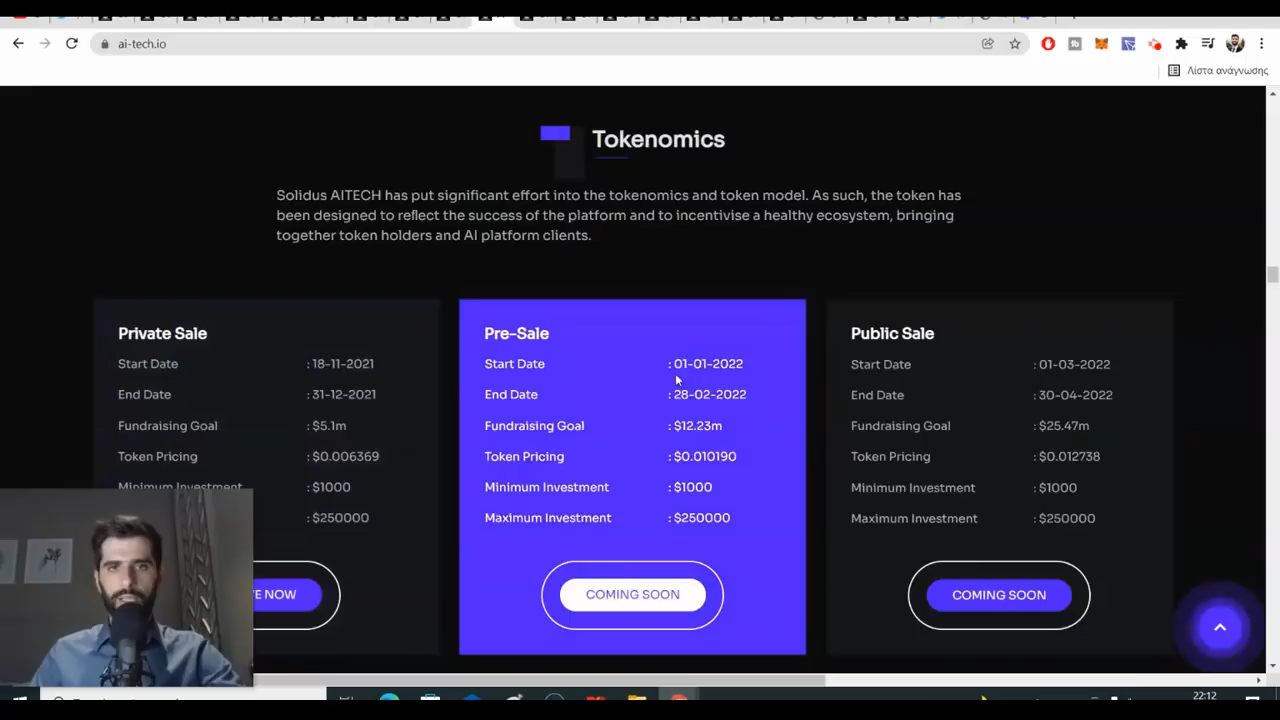 ai-tech.io
Λίστα ανάγνωσης
Tokenomics
Solidus AITECH has put significant effort into the tokenomics and token model. As such, the token has
been designed to reflect the success of the platform and to incentivise a healthy ecosystem, bringing
together token holders and AI platform clients.
Private Sale
Start Date : 18-11-2021
End Date : 31-12-2021
Fundraising Goal : $5.1m
Token Pricing : $0.006369
Minimum Investment : $1000
: $250000
E NOW
Pre-Sale
Start Date : 01-01-2022
End Date : 28-02-2022
Fundraising Goal : $12.23m
Token Pricing : $0.010190
Minimum Investment : $1000
Maximum Investment : $250000
COMING SOON
Public Sale
Start Date : 01-03-2022
End Date : 30-04-2022
Fundraising Goal : $25.47m
Token Pricing : $0.012738
Minimum Investment : $1000
Maximum Investment : $250000
COMING SOON
22:12